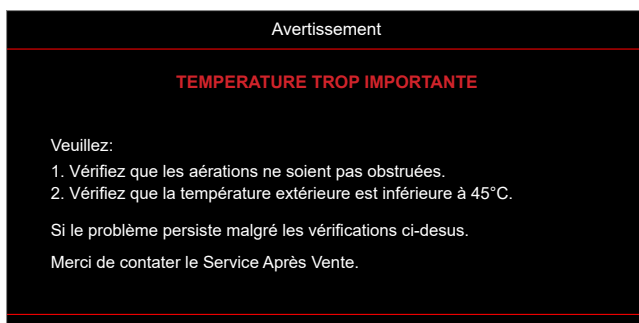 Avertissement
TEMPERATURE TROP IMPORTANTE
Veuillez:
1. Vérifiez que les aérations ne soient pas obstruées.
2. Vérifiez que la température extérieure est inférieure à 45°C.
Si le problème persiste malgré les vérifications ci-desus.
Merci de contater le Service Après Vente.